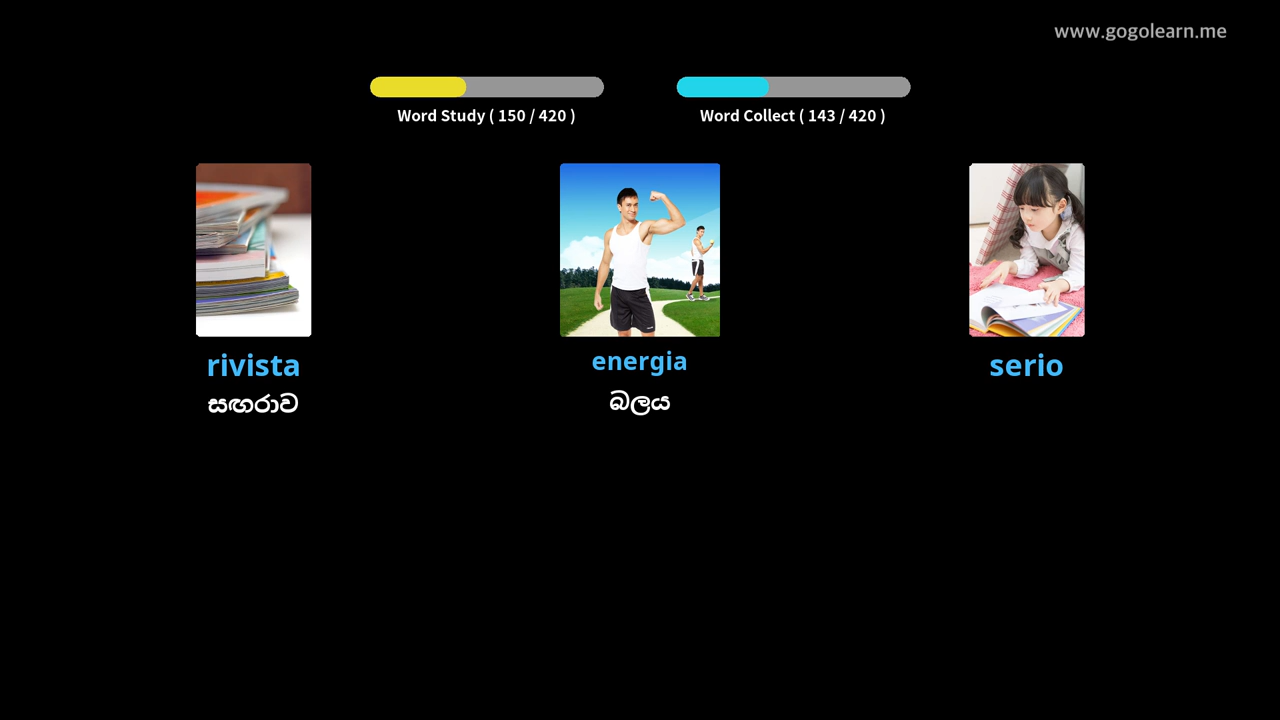 www.gogolearn.me
Word Study ( 150 / 420 )
Word Collect ( 143 / 420 )
rivista
energia
serio
සඟරාව
බලය